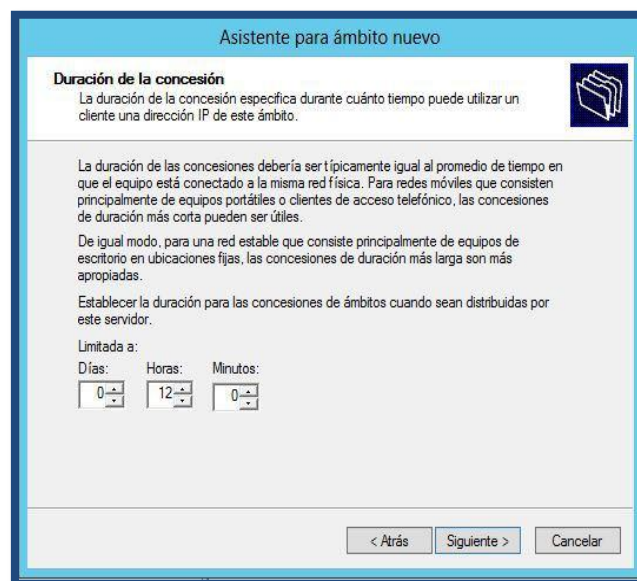 Asistente para ámbito nuevo
Duración de la concesión
La duración de la concesión especifica durante cuánto tiempo puede utilizar un
cliente una dirección IP de este ámbito.
La duración de las concesiones debería ser típicamente igual al promedio de tiempo en
que el equipo está conectado a la misma red física. Para redes móviles que consisten
principalmente de equipos portátiles o clientes de acceso telefónico, las concesiones
de duración más corta pueden ser útiles.
De igual modo, para una red estable que consiste principalmente de equipos de
escritorio en ubicaciones fijas, las concesiones de duración más larga son más
apropiadas.
Establecer la duración para las concesiones de ámbitos cuando sean distribuidas por
este servidor.
Limitada a:
Días: Horas: Minutos:
0 12 0
< Atrás Siguiente > Cancelar